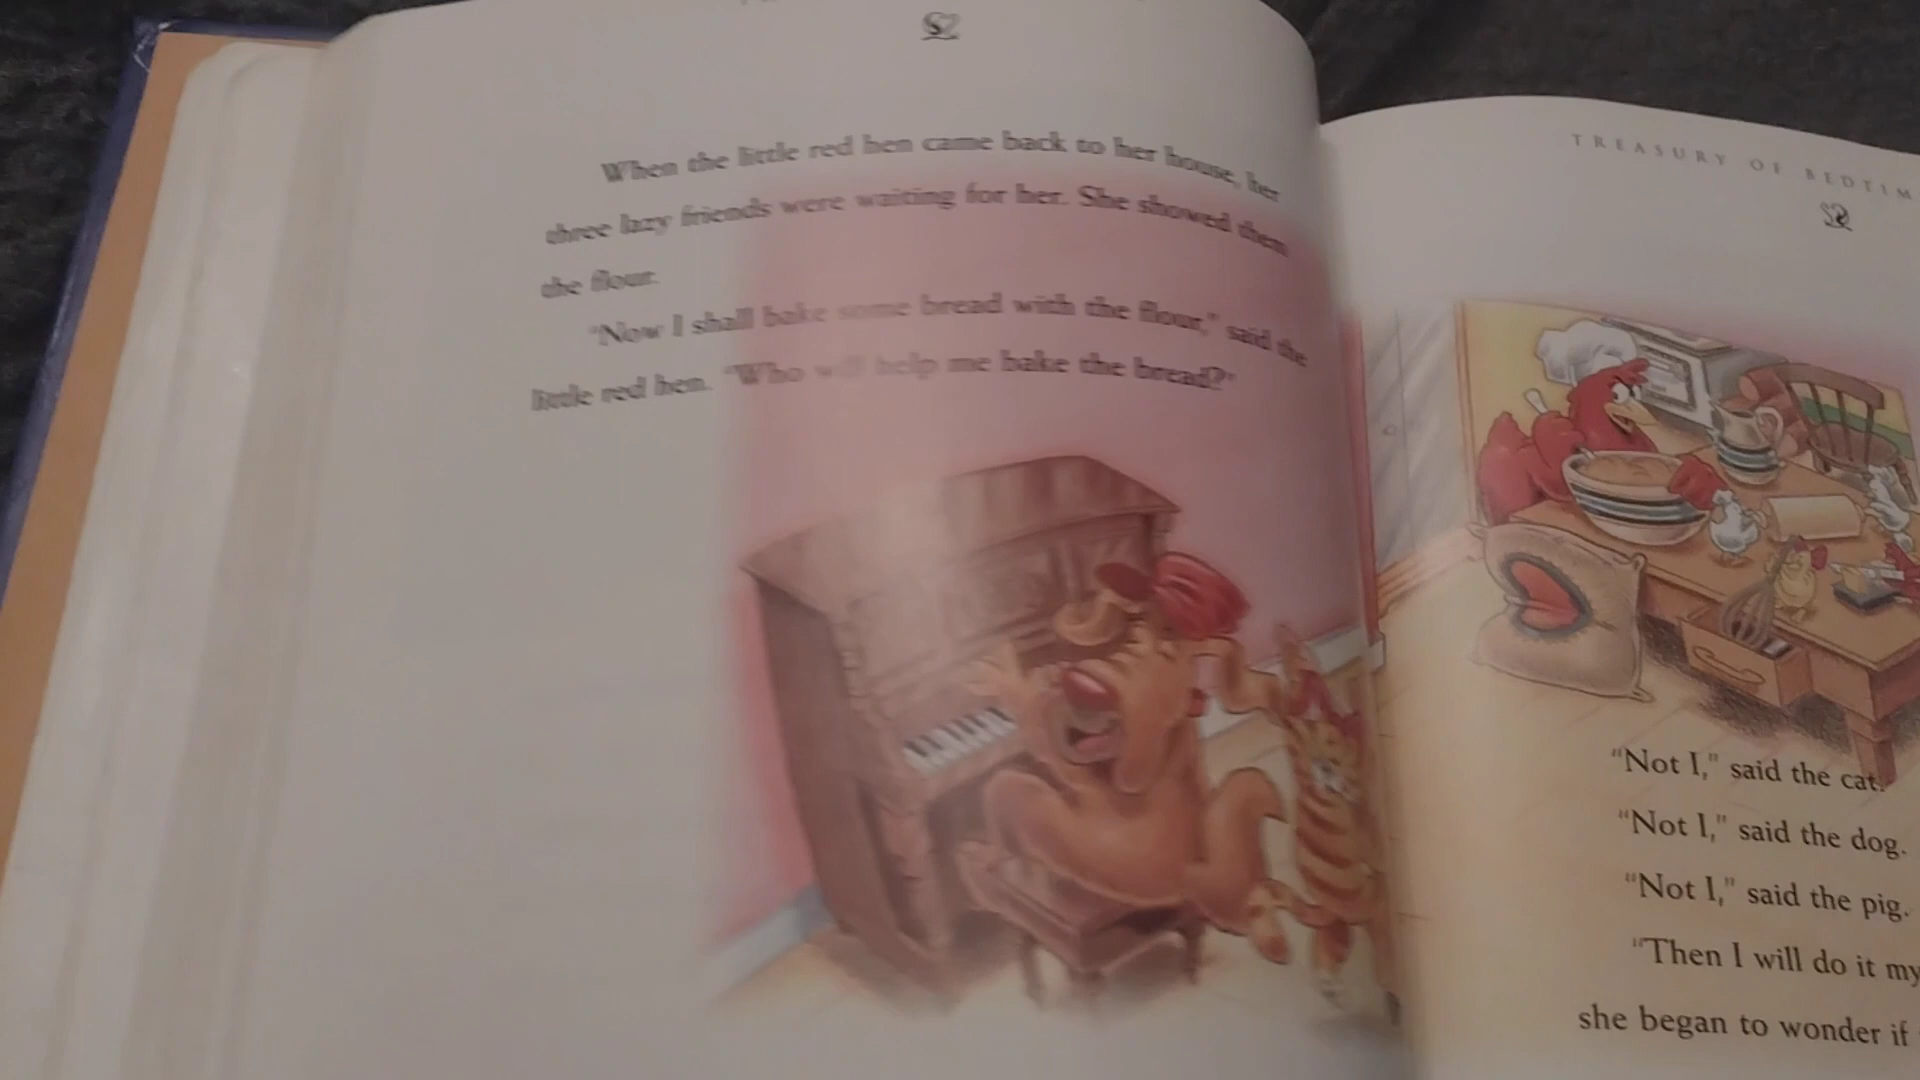 When the little red hen came back to her house, her
three lazy friends were waiting for her. She showed them
the flour.
"Now I shall bake some bread with the flour," said the
little red hen. "Who will help me bake the bread?"
TREASURY OF BEDTIM
"Not I," said the cat.
"Not I," said the dog.
"Not I," said the pig.
"Then I will do it my
she began to wonder if